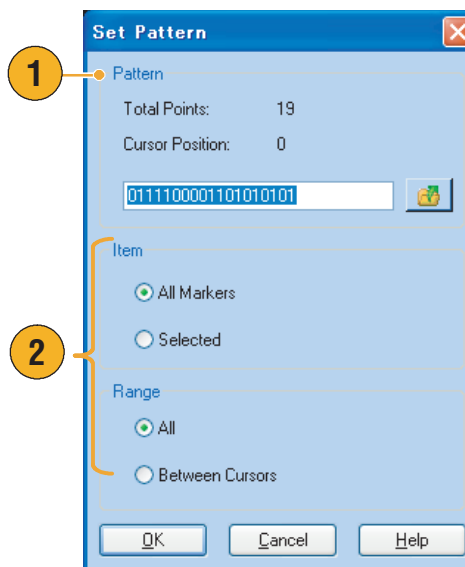 Set Pattern
1
Pattern
Total Points: 19
Cursor Position: 0
0111100001101010101
Item
All Markers
Selected
2
Range
All
Between Cursors
OK Cancel Help